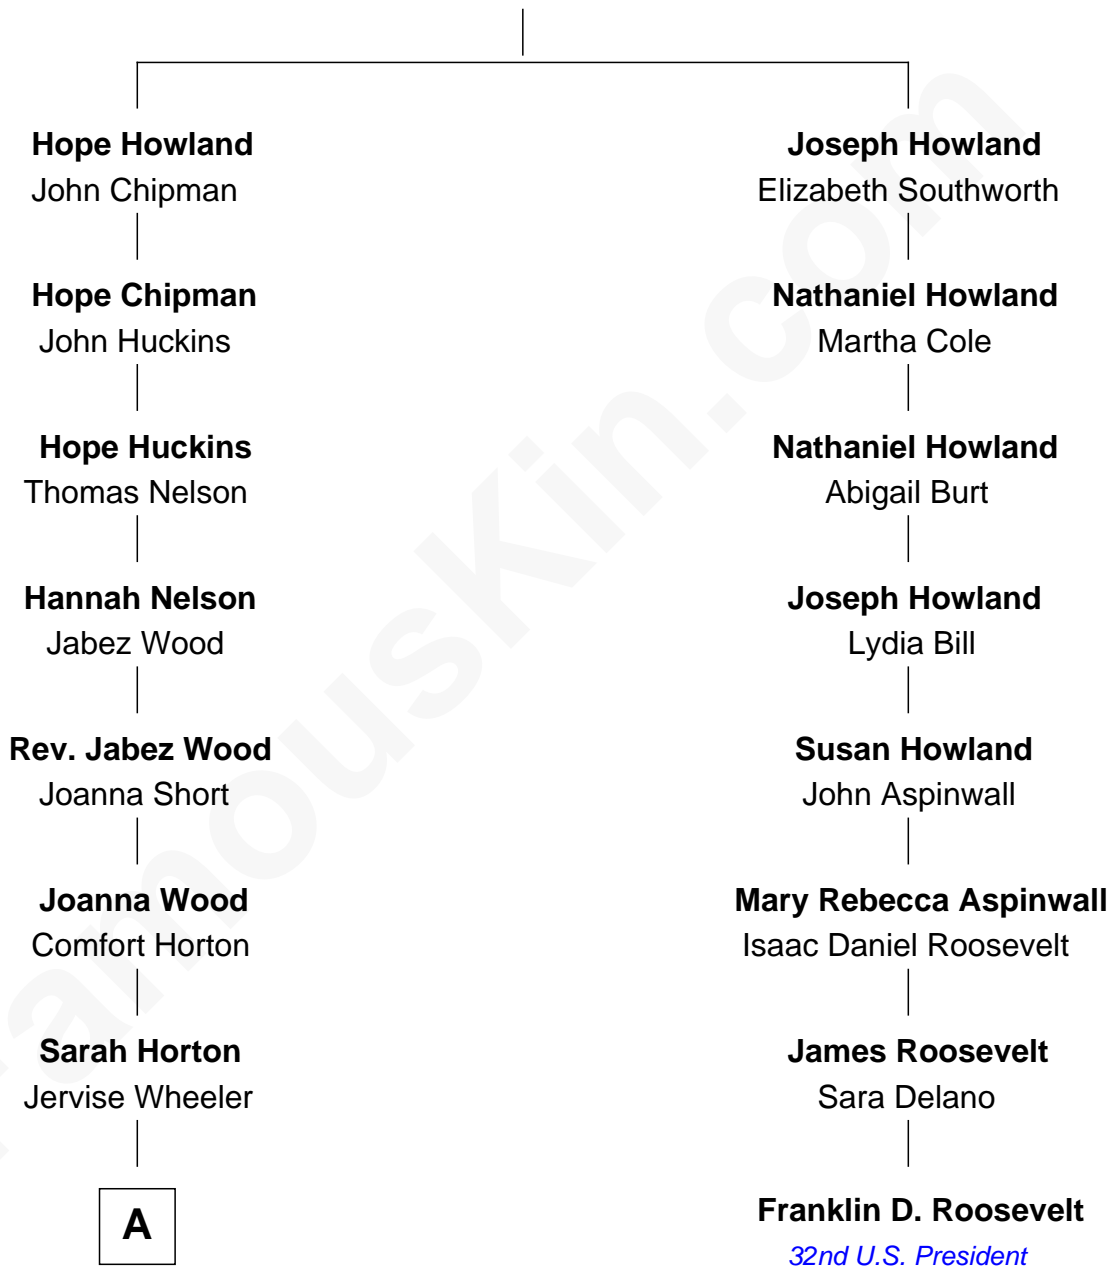 Hope Howland
John Chipman
Hope Chipman
John Huckins
Hope Huckins
Thomas Nelson
Hannah Nelson
Jabez Wood
Rev. Jabez Wood
Joanna Short
Joanna Wood
Comfort Horton
Sarah Horton
Jervise Wheeler
A
Joseph Howland
Elizabeth Southworth
Nathaniel Howland
Martha Cole
Nathaniel Howland
Abigail Burt
Joseph Howland
Lydia Bill
Susan Howland
John Aspinwall
Mary Rebecca Aspinwall
Isaac Daniel Roosevelt
James Roosevelt
Sara Delano
Franklin D. Roosevelt
32nd U.S. President
FamousKin.com